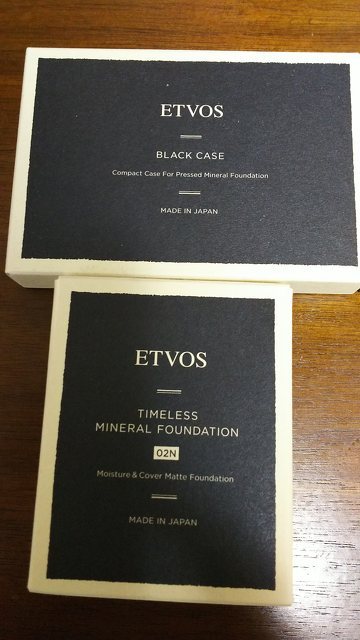 ETVOS
BLACK CASE
Compact Case For Pressed Mineral Foundation
MADE IN JAPAN
ETVOS
TIMELESS
MINERAL FOUNDATION
02N
Moisture & Cover Matte Foundation
MADE IN JAPAN